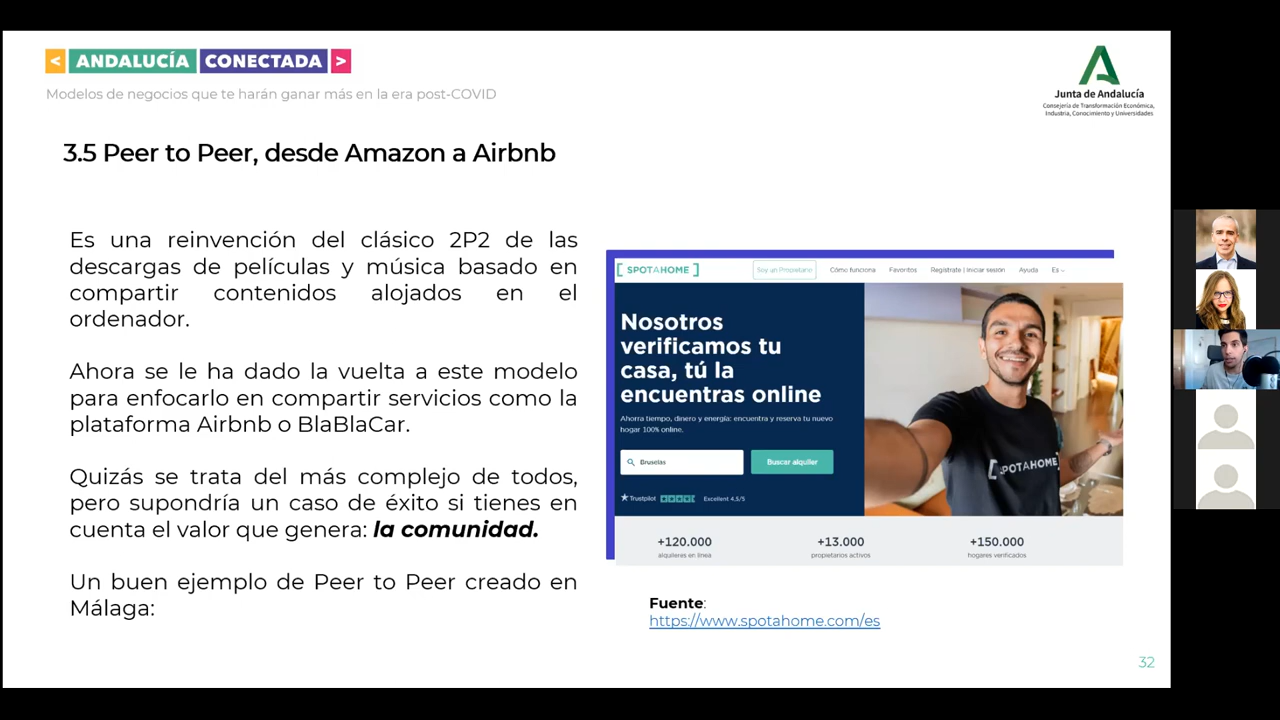 < ANDALUCÍA CONECTADA >
Modelos de negocios que te harán ganar más en la era post-COVID
Junta de Andalucía
Consejería de Transformación Económica,
Industria, Conocimiento y Universidades
3.5 Peer to Peer, desde Amazon a Airbnb
Es una reinvención del clásico 2P2 de las
descargas de películas y música basado en
compartir contenidos alojados en el
ordenador.
Ahora se le ha dado la vuelta a este modelo
para enfocarlo en compartir servicios como la
plataforma Airbnb o BlaBlaCar.
Quizás se trata del más complejo de todos,
pero supondría un caso de éxito si tienes en
cuenta el valor que genera: la comunidad.
Un buen ejemplo de Peer to Peer creado en
Málaga:
[SPOTAHOME]
Soy un Propietario
Cómo funciona
Favoritos
Regístrate | Iniciar sesión
Ayuda
Es
Nosotros
verificamos tu
casa, tú la
encuentras online
Ahorra tiempo, dinero y energía: encuentra y reserva tu nuevo
hogar 100% online.
Bruselas
Buscar alquiler
Trustpilot
Excellent 4,5/5
[SPOTAHOME]
+120.000
alquileres en línea
+13.000
propietarios activos
+150.000
hogares verificados
Fuente:
https://www.spotahome.com/es
32